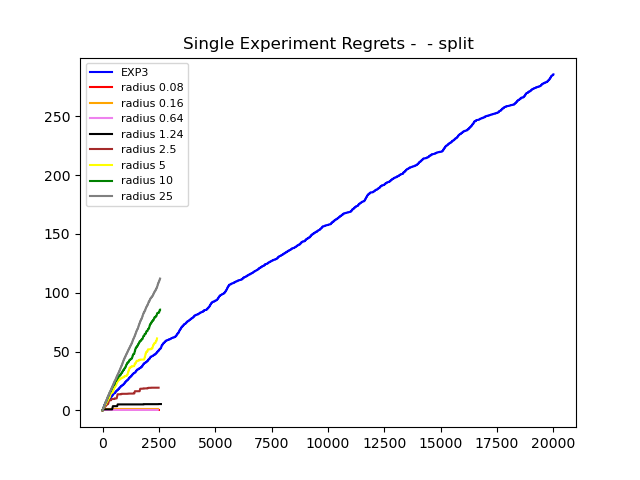 Single Experiment Regrets -  - split
EXP3
radius 0.08
radius 0.16
radius 0.64
radius 1.24
radius 2.5
radius 5
radius 10
radius 25
250
200
150
100
50
0
0 2500 5000 7500 10000 12500 15000 17500 20000